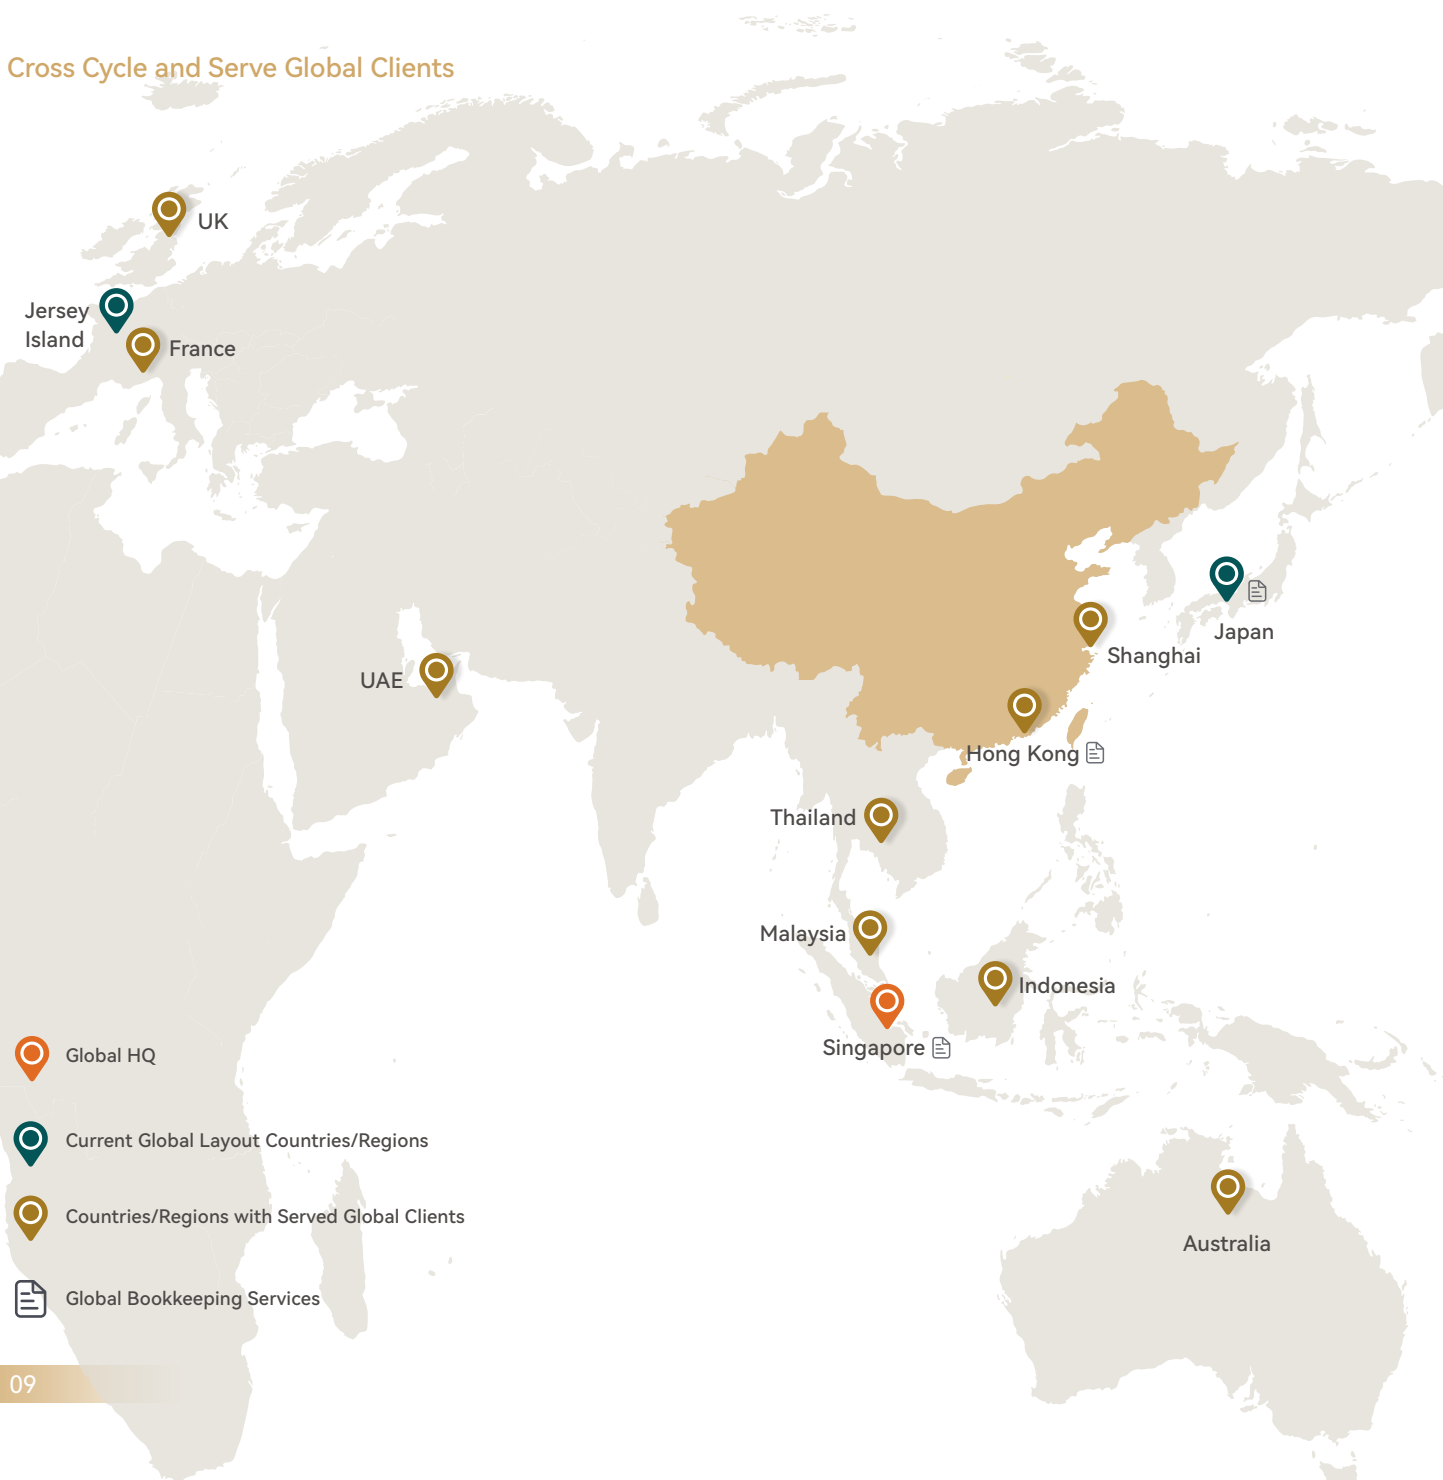 Cross Cycle and Serve Global Clients
UK
Jersey
Island
France
Japan
Shanghai
UAE
Hong Kong
Thailand
Malaysia
Indonesia
Singapore
Global HQ
Current Global Layout Countries/Regions
Countries/Regions with Served Global Clients
Australia
Global Bookkeeping Services
09